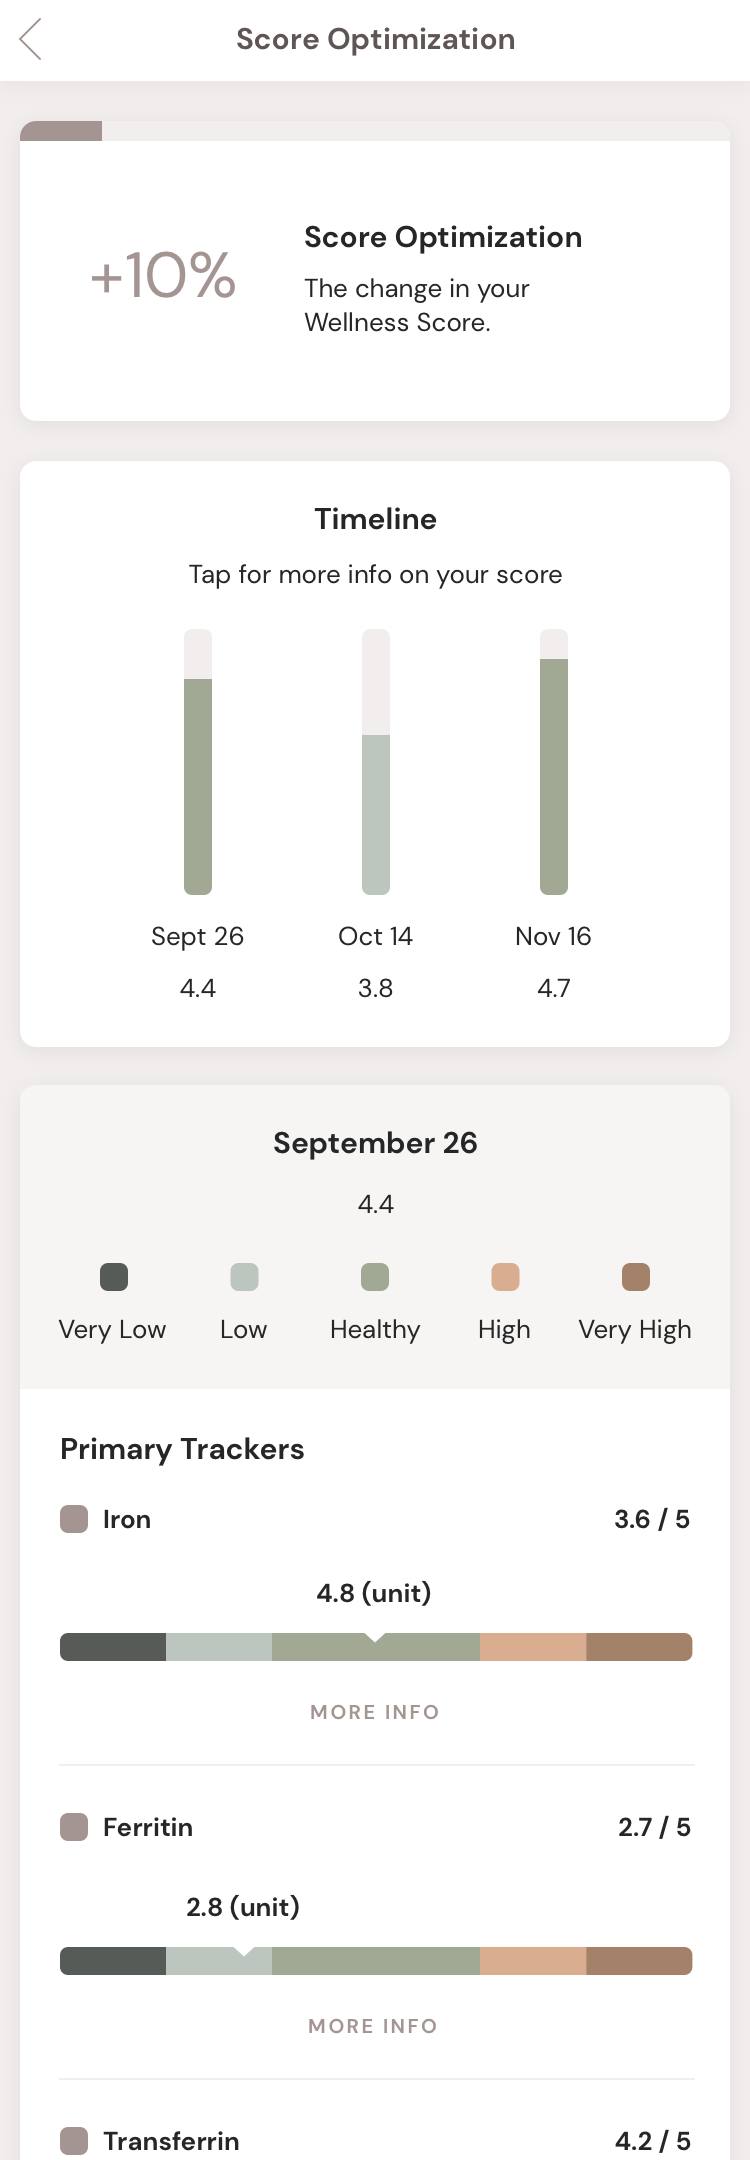 Score Optimization
+10%
Score Optimization
The change in your
Wellness Score.
Timeline
Tap for more info on your score
Sept 26
Oct 14
Nov 16
4.4
3.8
4.7
September 26
4.4
Very Low
Low
Healthy
High
Very High
Primary Trackers
Iron
3.6 / 5
4.8 (unit)
MORE INFO
Ferritin
2.7 / 5
2.8 (unit)
MORE INFO
Transferrin
4.2 / 5